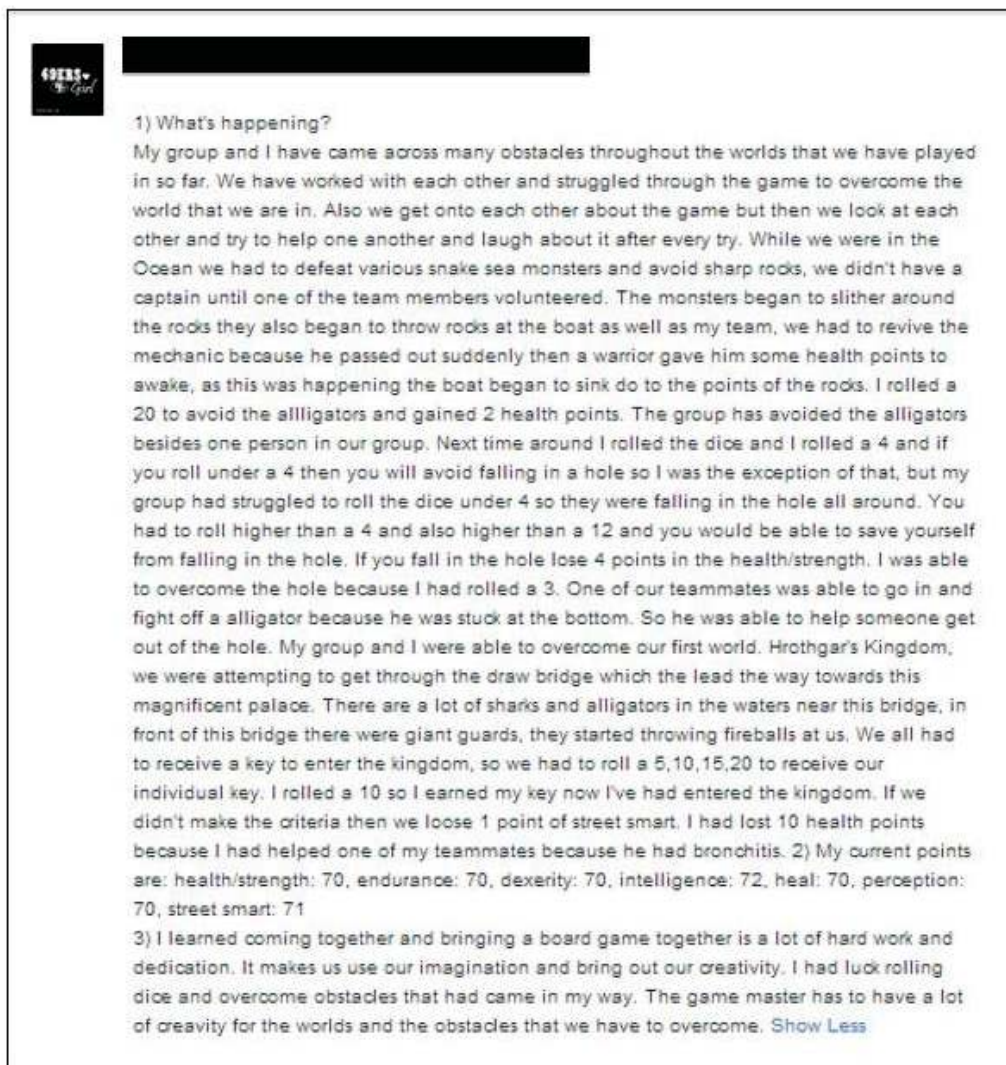 49ERS
Girl
1) What's happening?
My group and I have came across many obstacles throughout the worlds that we have played
in so far. We have worked with each other and struggled through the game to overcome the
world that we are in. Also we get onto each other about the game but then we look at each
other and try to help one another and laugh about it after every try. While we were in the
Ocean we had to defeat various snake sea monsters and avoid sharp rocks, we didn't have a
captain until one of the team members volunteered. The monsters began to slither around
the rocks they also began to throw rocks at the boat as well as my team, we had to revive the
mechanic because he passed out suddenly then a warrior gave him some health points to
awake, as this was happening the boat began to sink do to the points of the rocks. I rolled a
20 to avoid the allligators and gained 2 health points. The group has avoided the alligators
besides one person in our group. Next time around I rolled the dice and I rolled a 4 and if
you roll under a 4 then you will avoid falling in a hole so I was the exception of that, but my
group had struggled to roll the dice under 4 so they were falling in the hole all around. You
had to roll higher than a 4 and also higher than a 12 and you would be able to save yourself
from falling in the hole. If you fall in the hole lose 4 points in the health/strength. I was able
to overcome the hole because I had rolled a 3. One of our teammates was able to go in and
fight off a alligator because he was stuck at the bottom. So he was able to help someone get
out of the hole. My group and I were able to overcome our first world. Hrothgar's Kingdom,
we were attempting to get through the draw bridge which the lead the way towards this
magnificent palace. There are a lot of sharks and alligators in the waters near this bridge, in
front of this bridge there were giant guards, they started throwing fireballs at us. We all had
to receive a key to enter the kingdom, so we had to roll a 5,10,15,20 to receive our
individual key. I rolled a 10 so I earned my key now I've had entered the kingdom. If we
didn't make the criteria then we loose 1 point of street smart. I had lost 10 health points
because I had helped one of my teammates because he had bronchitis. 2) My current points
are: health/strength: 70, endurance: 70, dexerity: 70, intelligence: 72, heal: 70, perception:
70, street smart: 71
3) I learned coming together and bringing a board game together is a lot of hard work and
dedication. It makes us use our imagination and bring out our creativity. I had luck rolling
dice and overcome obstacles that had came in my way. The game master has to have a lot
of creavity for the worlds and the obstacles that we have to overcome. Show Less